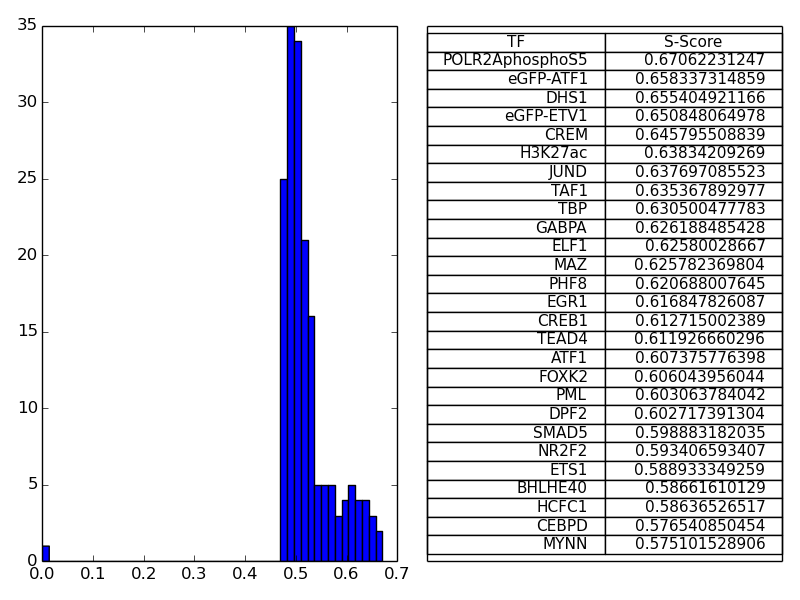 35
30
25
20
15
10
5
0
0.0 0.1 0.2 0.3 0.4 0.5 0.6 0.7
TF S-Score
POLR2AphosphoS5 0.67062231247
eGFP-ATF1 0.658337314859
DHS1 0.655404921166
eGFP-ETV1 0.650848064978
CREM 0.645795508839
H3K27ac 0.63834209269
JUND 0.637697085523
TAF1 0.635367892977
TBP 0.630500477783
GABPA 0.626188485428
ELF1 0.62580028667
MAZ 0.625782369804
PHF8 0.620688007645
EGR1 0.616847826087
CREB1 0.612715002389
TEAD4 0.611926660296
ATF1 0.607375776398
FOXK2 0.606043956044
PML 0.603063784042
DPF2 0.602717391304
SMAD5 0.598883182035
NR2F2 0.593406593407
ETS1 0.588933349259
BHLHE40 0.58661610129
HCFC1 0.58636526517
CEBPD 0.576540850454
MYNN 0.575101528906